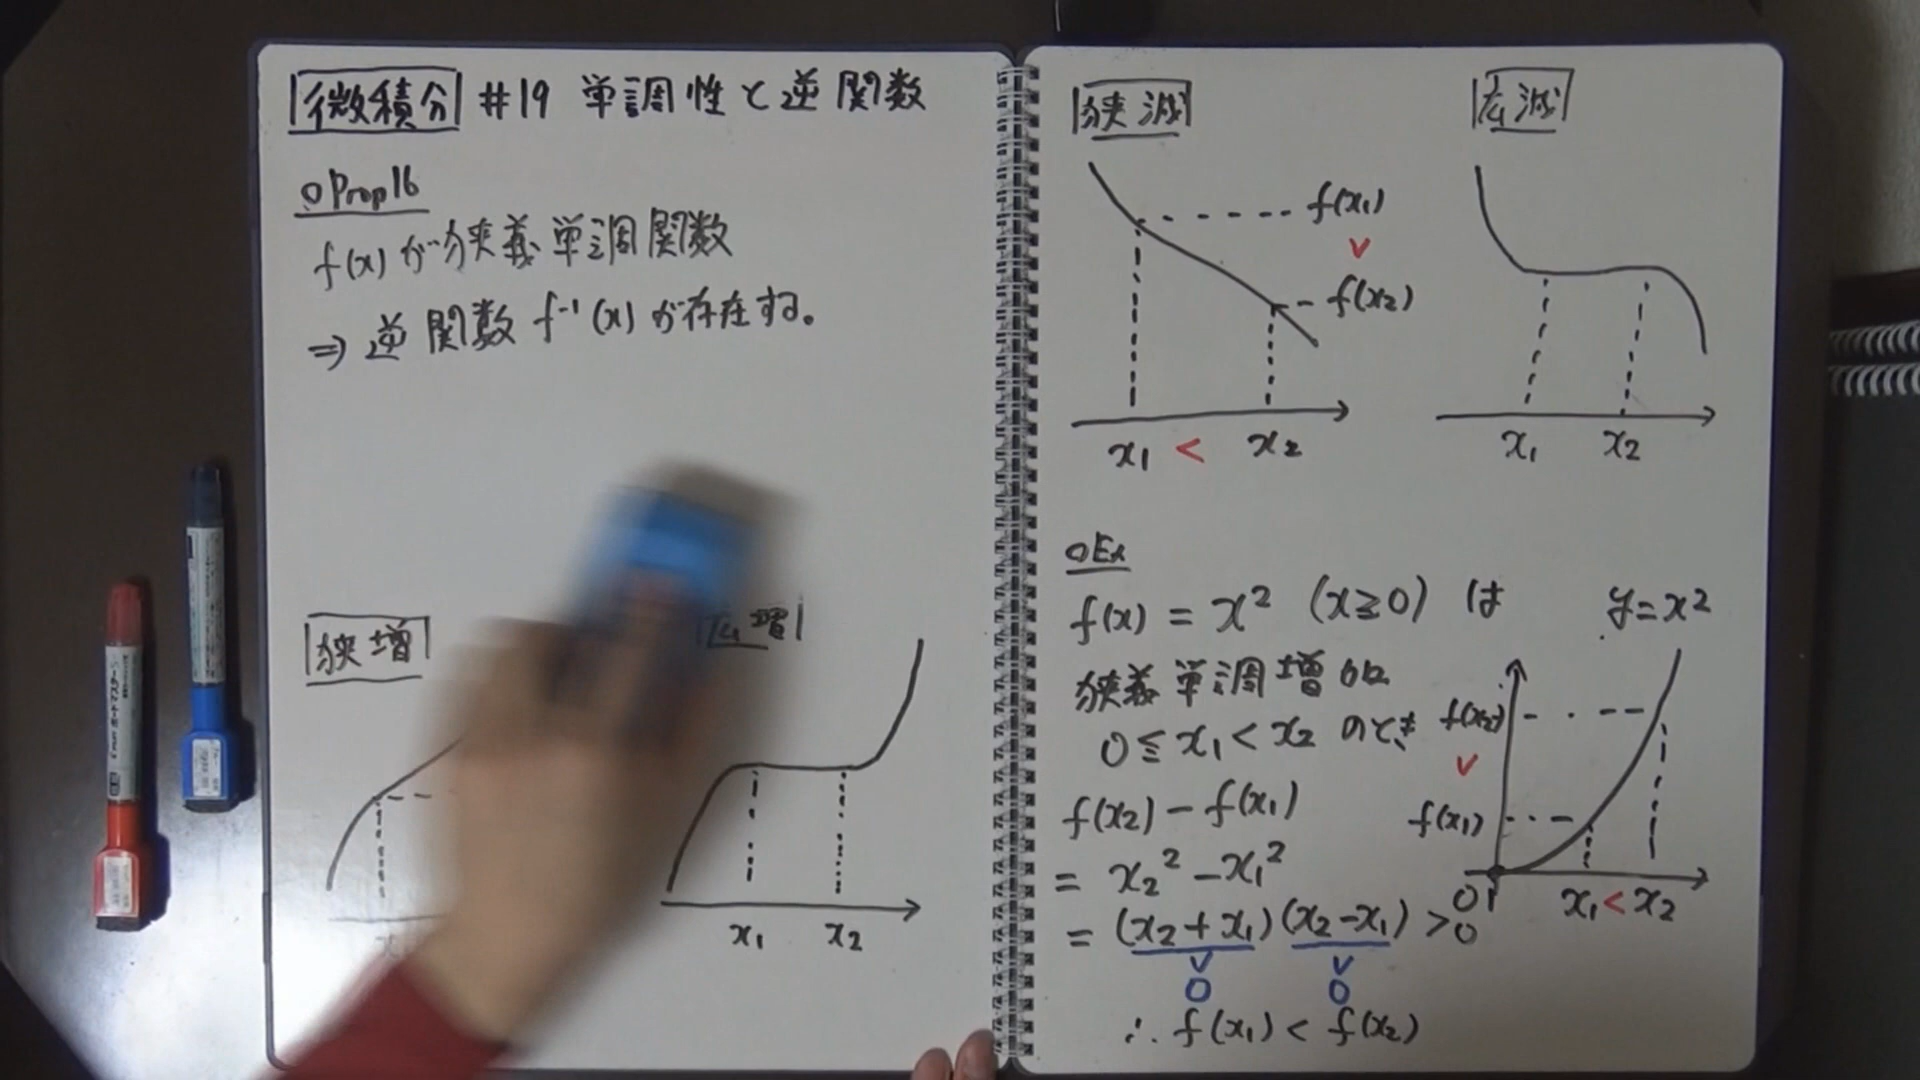 微積分 #19 単調性と逆関数
○Prop16
f(x)が狭義単調関数
⇒ 逆関数 f⁻¹(x) が存在する。
狭増
広増
x₁ x₂
狭減
f(x₁)
∨
f(x₂)
x₁ < x₂
広減
x₁ x₂
○Ex
f(x) = x² (x≧0) は
狭義単調増加
0≦x₁<x₂ のとき
f(x₂) - f(x₁)
= x₂² - x₁²
= (x₂+x₁)(x₂-x₁) > 0
∨ ∨
0 0
∴ f(x₁) < f(x₂)
y=x²
f(x₂)
∨
f(x₁)
0 x₁ < x₂